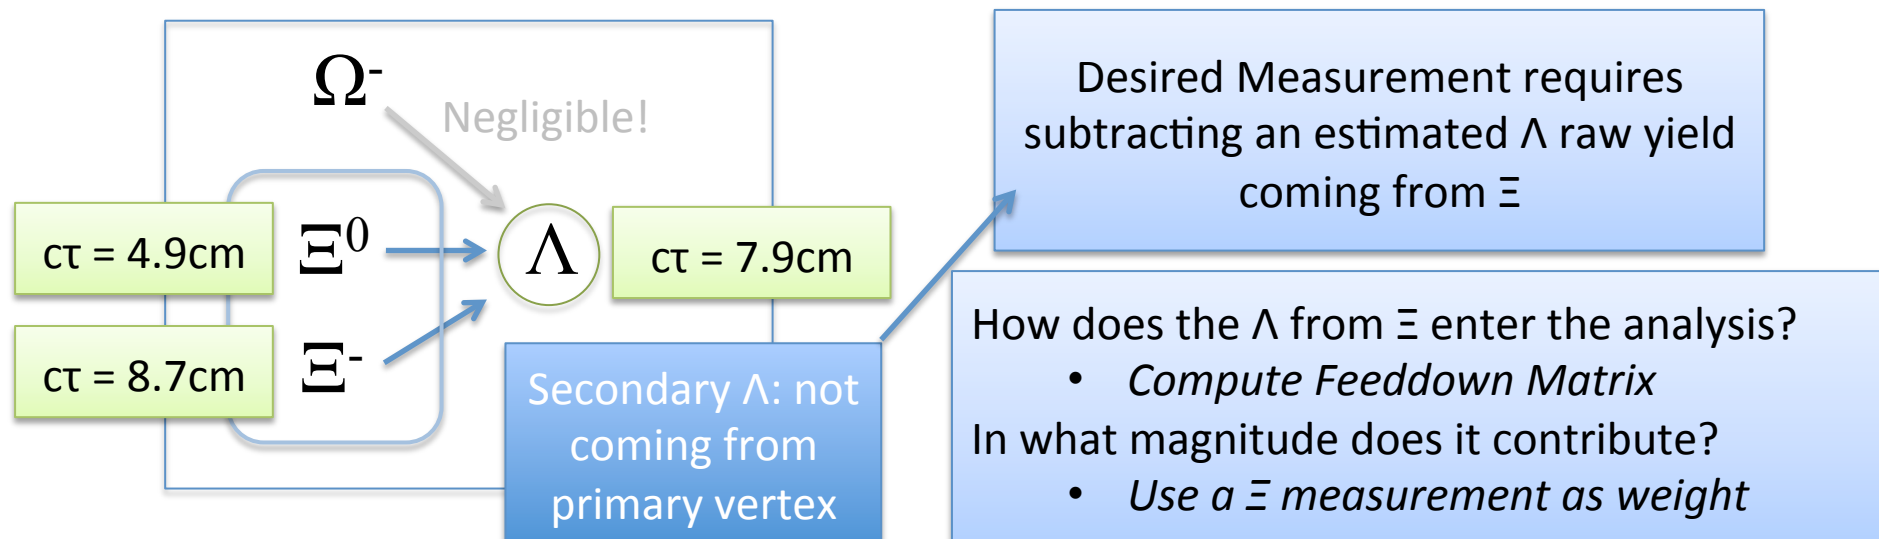 Ω-
Negligible!
cτ = 4.9cm
Ξ0
Λ
cτ = 7.9cm
cτ = 8.7cm
Ξ-
Secondary Λ: not
coming from
primary vertex
Desired Measurement requires
subtracting an estimated Λ raw yield
coming from Ξ
How does the Λ from Ξ enter the analysis?
• Compute Feeddown Matrix
In what magnitude does it contribute?
• Use a Ξ measurement as weight